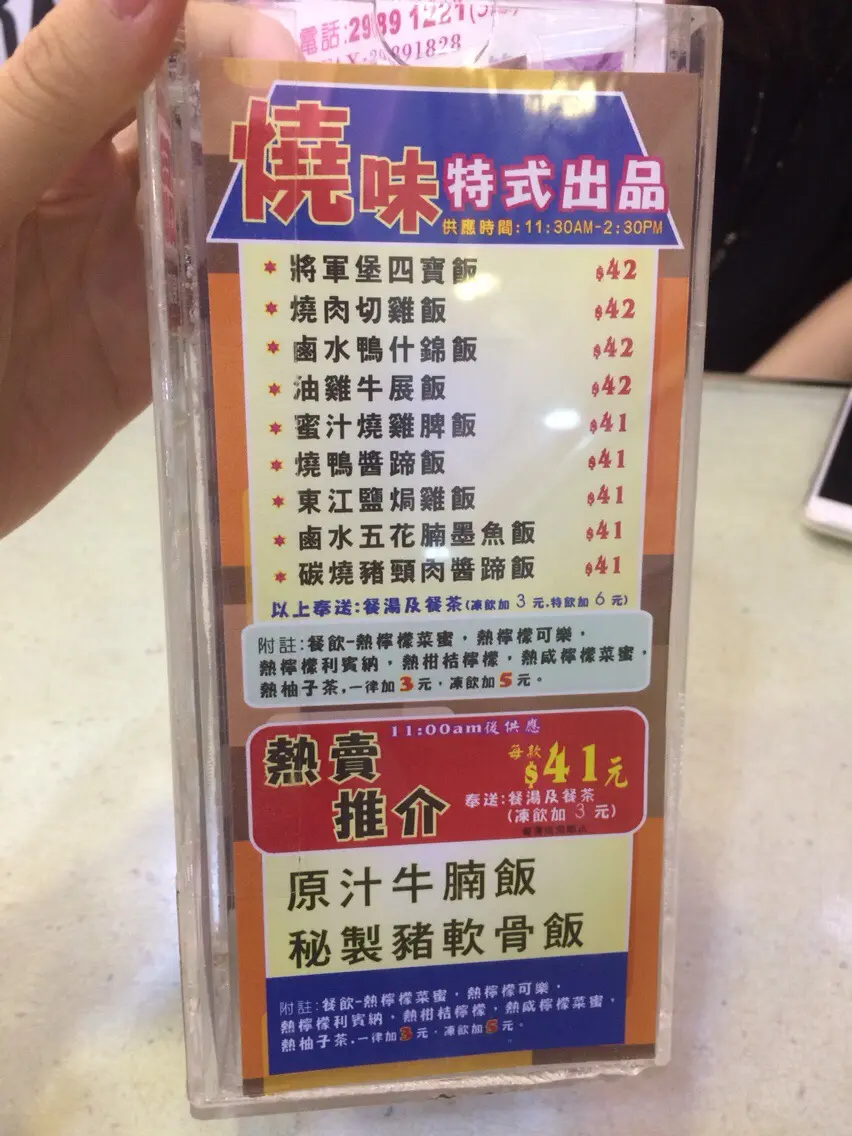 電話:2989 1221
FAX:29891828
燒味特式出品
供應時間:11:30AM-2:30PM
* 將軍堡四寶飯 $42
* 燒肉切雞飯 $42
* 鹵水鴨什錦飯 $42
* 油雞牛展飯 $42
* 蜜汁燒雞脾飯 $41
* 燒鴨醬蹄飯 $41
* 東江鹽焗雞飯 $41
* 鹵水五花腩墨魚飯 $41
* 碳燒豬頸肉醬蹄飯 $41
以上奉送:餐湯及餐茶(凍飲加 3 元,特飲加 6 元)
附註:餐飲-熱檸檬菜蜜,熱檸檬可樂,
熱檸檬利賓納,熱柑桔檸檬,熱咸檸檬菜蜜,
熱柚子茶,一律加3元,凍飲加5元。
11:00am後供應
熱賣
推介
每款
$41元
奉送:餐湯及餐茶
(凍飲加 3 元)
原汁牛腩飯
秘製豬軟骨飯
附註:餐飲-熱檸檬菜蜜,熱檸檬可樂,
熱檸檬利賓納,熱柑桔檸檬,熱咸檸檬菜蜜,
熱柚子茶,一律加3元,凍飲加5元。